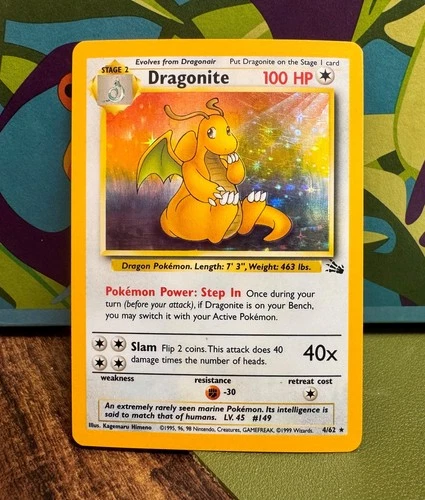 Evolves from Dragonair Put Dragonite on the Stage 1 card
STAGE 2
Dragonite 100 HP
Dragon Pokémon. Length: 7' 3", Weight: 463 lbs.
Pokémon Power: Step In Once during your
turn (before your attack), if Dragonite is on your Bench,
you may switch it with your Active Pokémon.
Slam Flip 2 coins. This attack does 40
damage times the number of heads.
40x
weakness resistance retreat cost
-30
An extremely rarely seen marine Pokémon. Its intelligence is
said to match that of humans. LV. 45 #149
Illus. Kagemaru Himeno ©1995, 96, 98 Nintendo, Creatures, GAMEFREAK. ©1999 Wizards. 4/62 ★